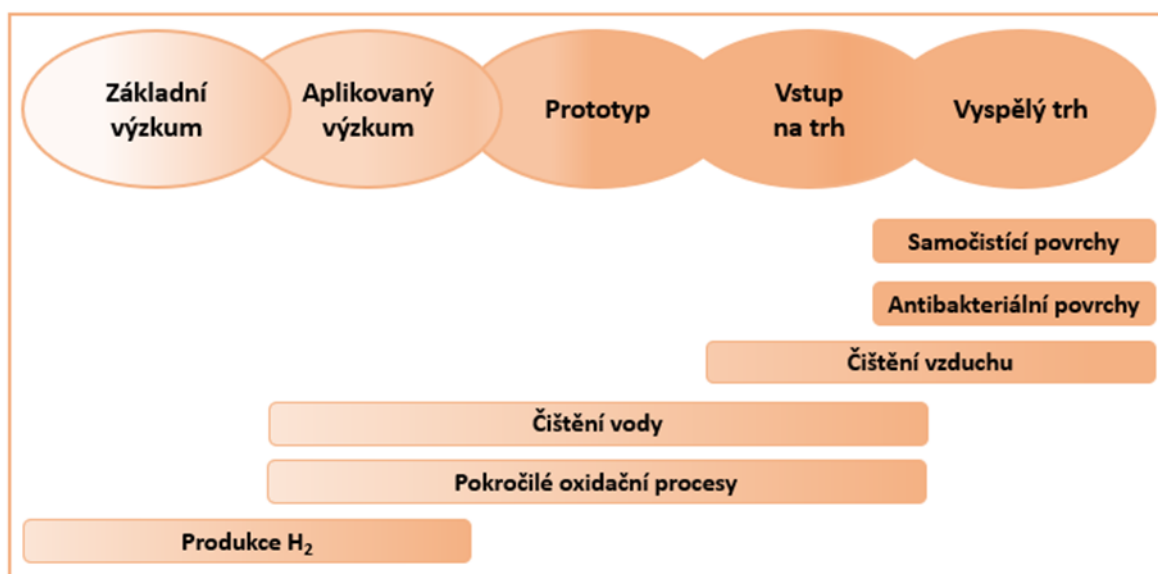 Základní
výzkum
Aplikovaný
výzkum
Prototyp
Vstup
na trh
Vyspělý trh
Samočistící povrchy
Antibakteriální povrchy
Čištění vzduchu
Čištění vody
Pokročilé oxidační procesy
Produkce H₂